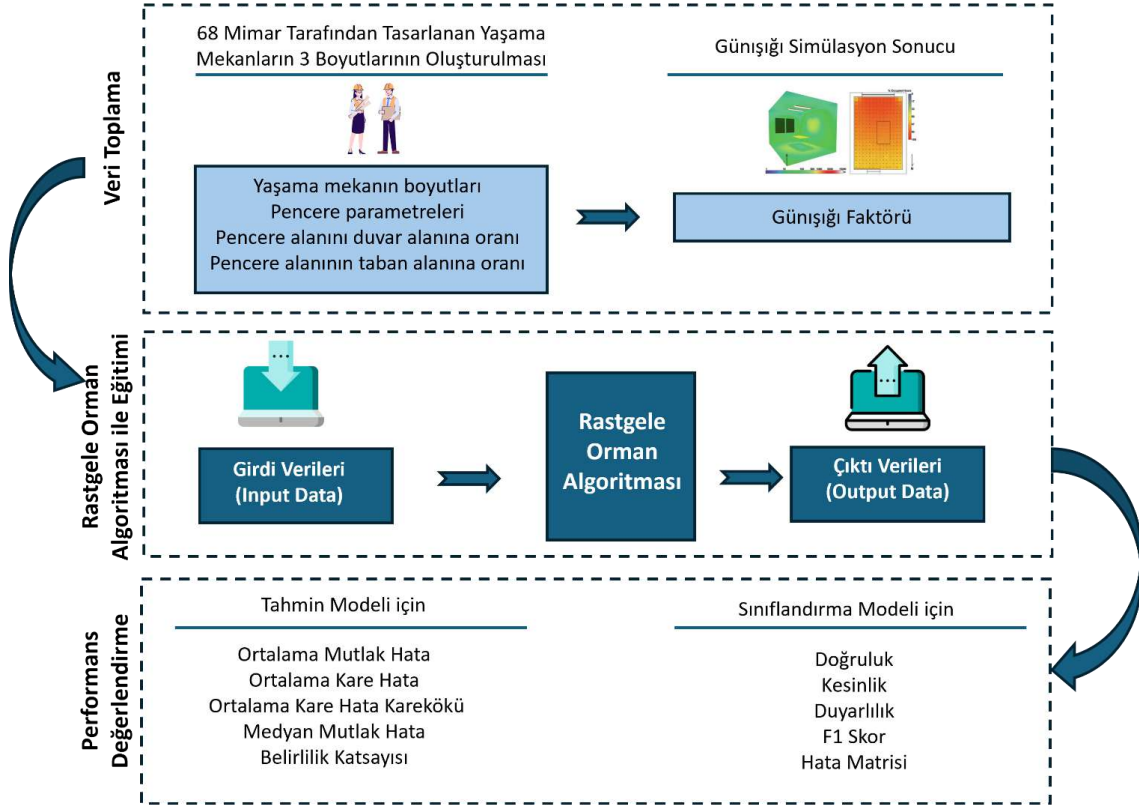 Veri Toplama
68 Mimar Tarafından Tasarlanan Yaşama
Mekanların 3 Boyutlarının Oluşturulması
Yaşama mekanın boyutları
Pencere parametreleri
Pencere alanını duvar alanına oranı
Pencere alanının taban alanına oranı
Günışığı Simülasyon Sonucu
Günışığı Faktörü
Rastgele Orman
Algoritması ile Eğitimi
Girdi Verileri
(Input Data)
Rastgele
Orman
Algoritması
Çıktı Verileri
(Output Data)
Performans
Değerlendirme
Tahmin Modeli için
Ortalama Mutlak Hata
Ortalama Kare Hata
Ortalama Kare Hata Karekökü
Medyan Mutlak Hata
Belirlilik Katsayısı
Sınıflandırma Modeli için
Doğruluk
Kesinlik
Duyarlılık
F1 Skor
Hata Matrisi